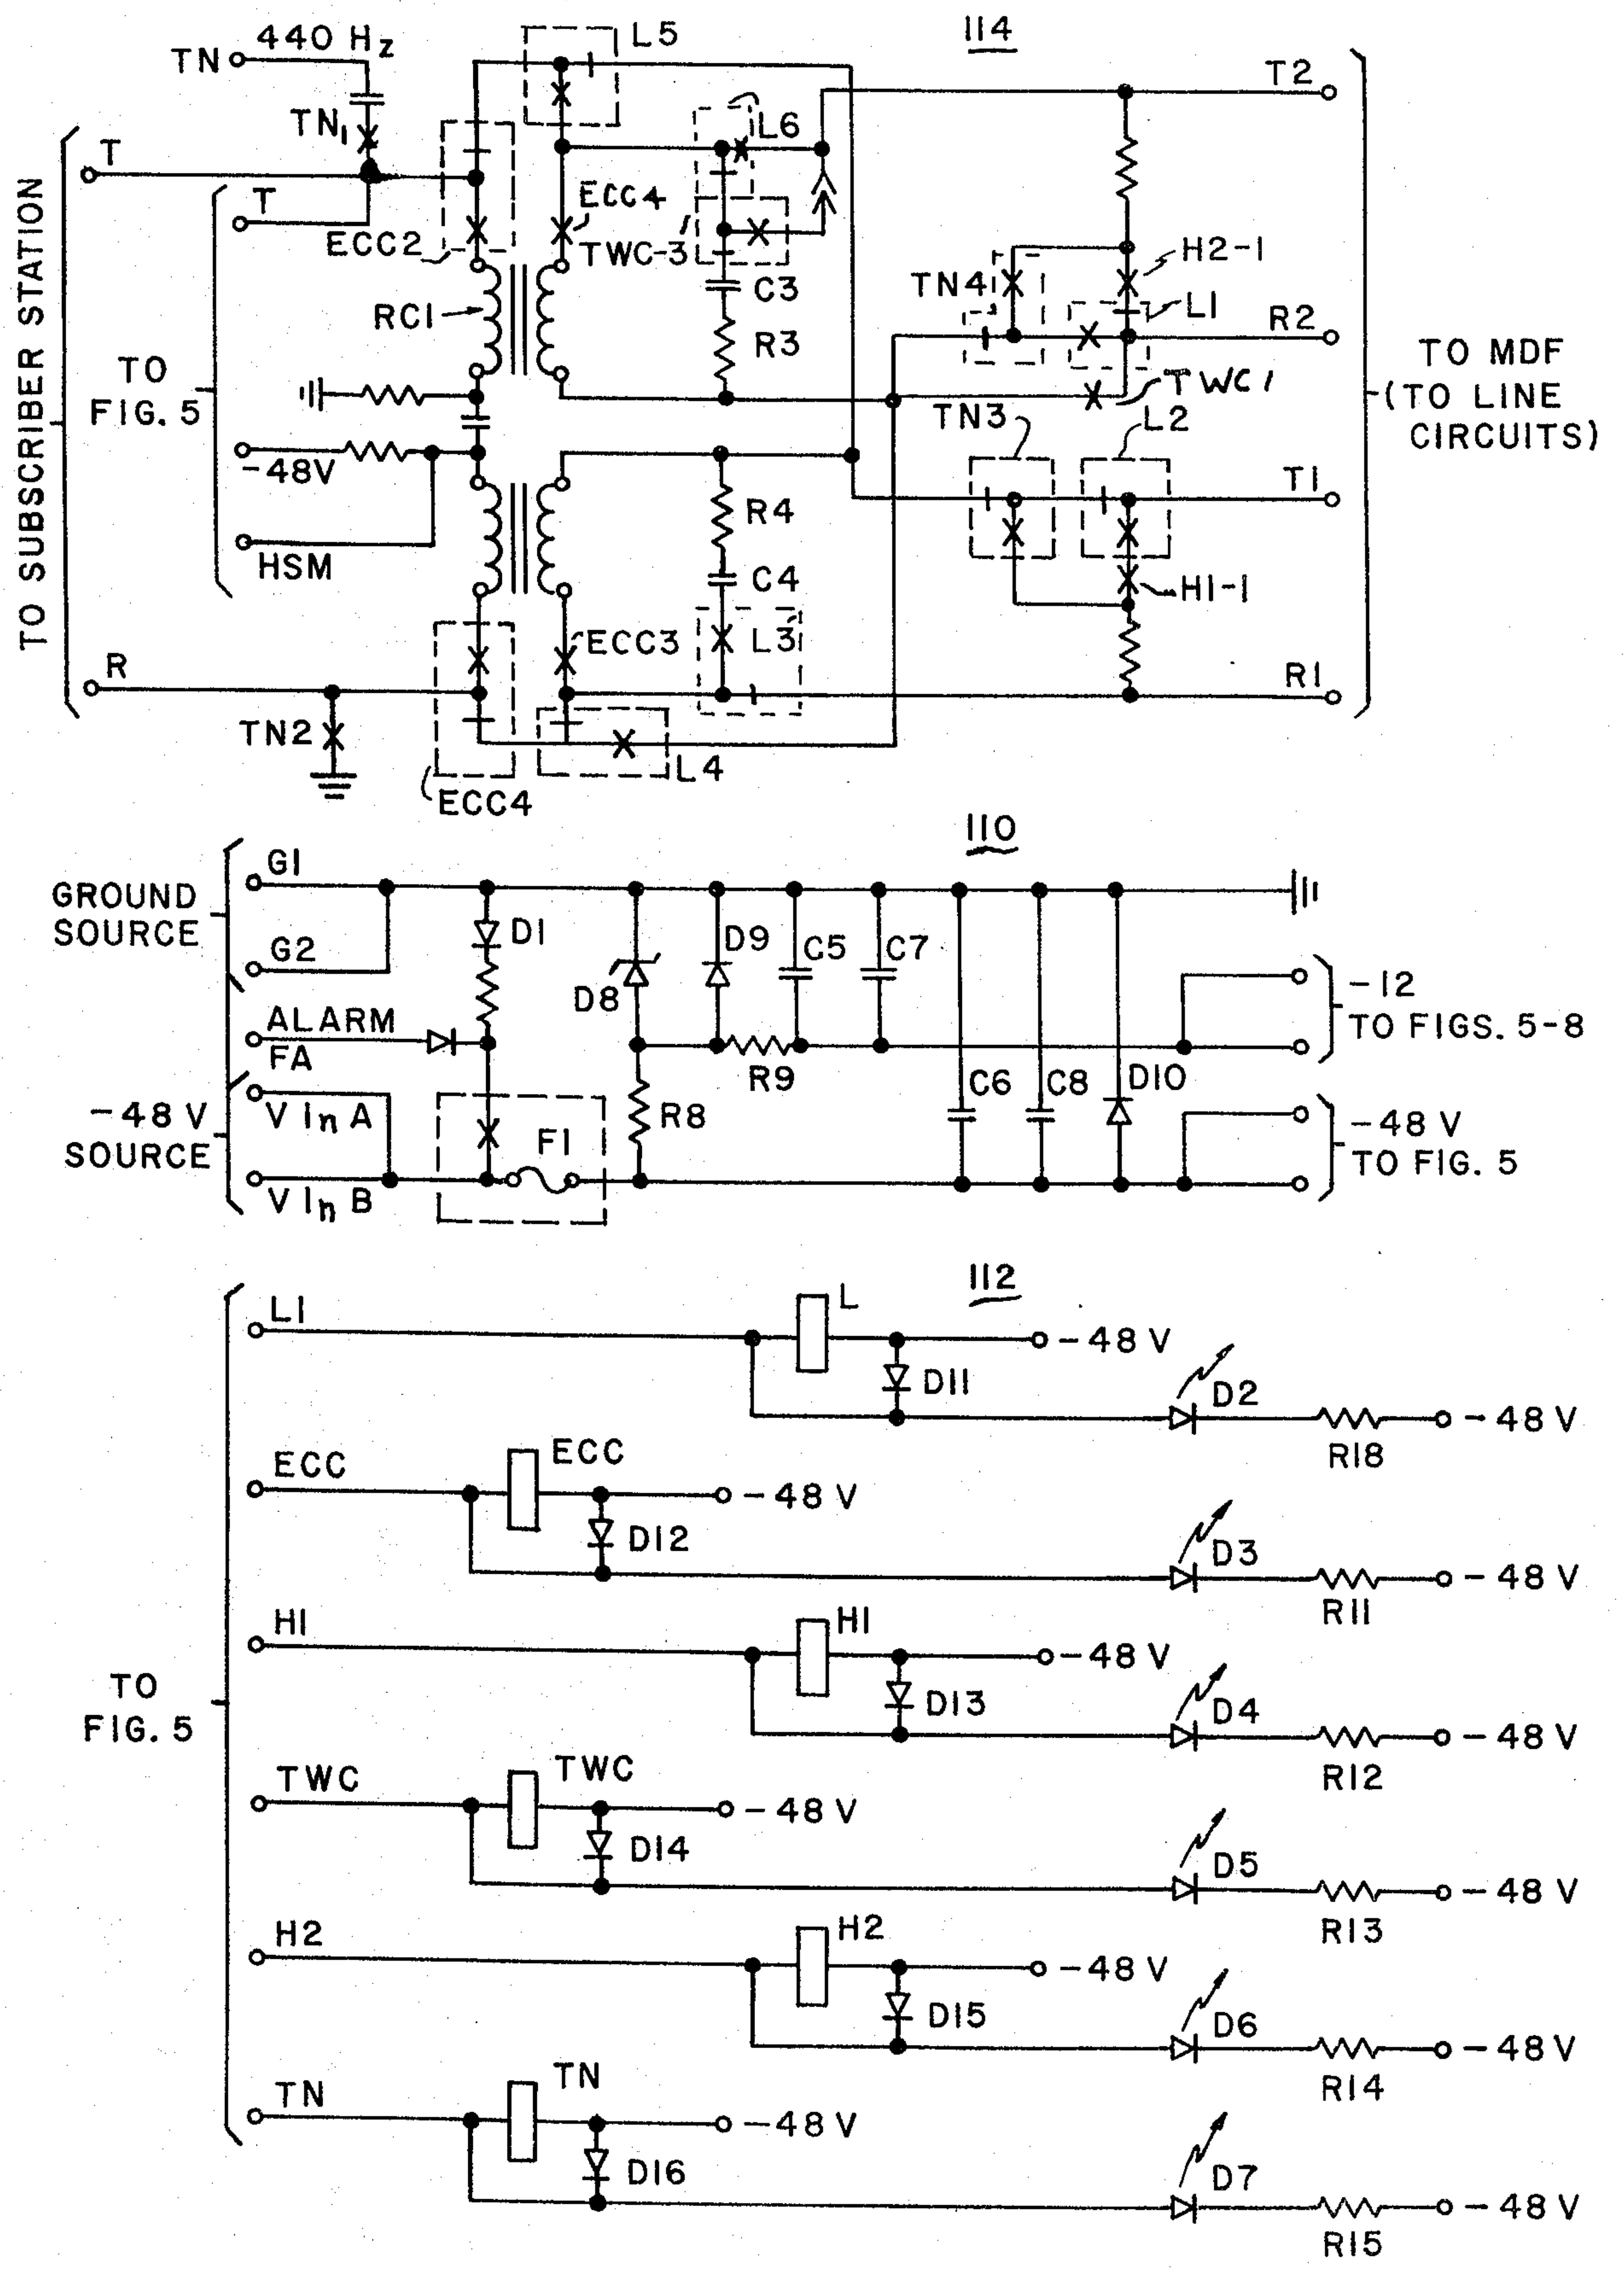 114
440 Hz
TN
TN1
L5
T2
T
T
L6
ECC4
TWC-3
ECC2
RC1
C3
R3
TN4
H2-1
L1
R2
TWC1
TO SUBSCRIBER STATION
TO
FIG. 5
-48V
HSM
TN3
L2
T1
TO MDF
(TO LINE
CIRCUITS)
R4
C4
L3
H1-1
ECC3
R
R1
TN2
L4
ECC4
110
GROUND
SOURCE
G1
G2
D1
D8
D9
C5
C7
-12
TO FIGS. 5-8
ALARM
FA
R9
C6
C8
D10
-48 V
SOURCE
V In A
V In B
F1
R8
-48 V
TO FIG. 5
112
L1
L
-48 V
D11
D2
R18
-48 V
ECC
ECC
-48 V
D12
D3
R11
-48 V
H1
H1
-48 V
D13
D4
R12
-48 V
TO
FIG. 5
TWC
TWC
-48 V
D14
D5
R13
-48 V
H2
H2
-48 V
D15
D6
R14
-48 V
TN
TN
-48 V
D16
D7
R15
-48 V